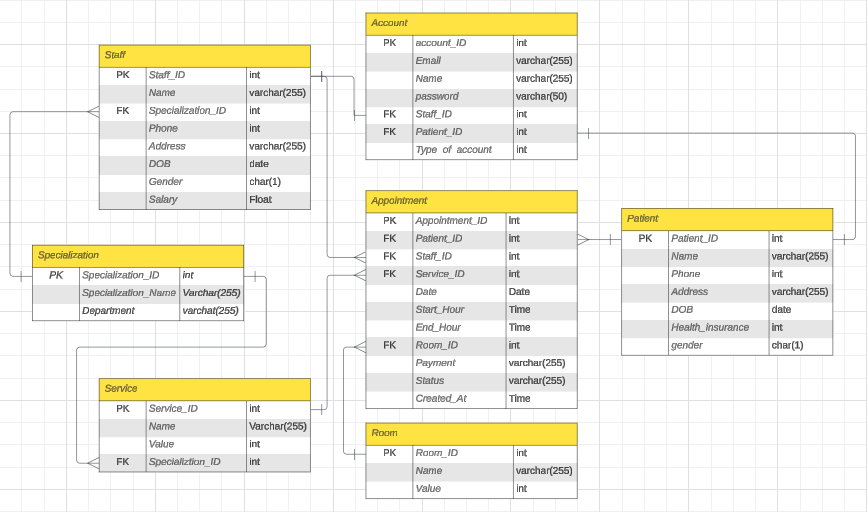 Account
PK account_ID int
Email varchar(255)
Name varchar(255)
password varchar(50)
FK Staff_ID int
FK Patient_ID int
Type of account int
Staff
PK Staff_ID int
Name varchar(255)
FK Specialization_ID int
Phone int
Address varchar(255)
DOB date
Gender char(1)
Salary Float
Appointment
PK Appointment_ID Int
FK Patient_ID Int
FK Staff_ID Int
FK Service_ID int
Date Date
Start_Hour Time
End_Hour Time
FK Room_ID int
Payment varchar(255)
Status varchar(255)
Created_At Time
Patient
PK Patient_ID int
Name varchar(255)
Phone int
Address varchar(255)
DOB date
Health_insurance int
gender char(1)
Specialization
PK Specialization_ID int
Specialization_Name Varchar(255)
Department varchat(255)
Service
PK Service_ID int
Name Varchar(255)
Value int
FK Specializtion_ID int
Room
PK Room_ID int
Name varchar(255)
Value int